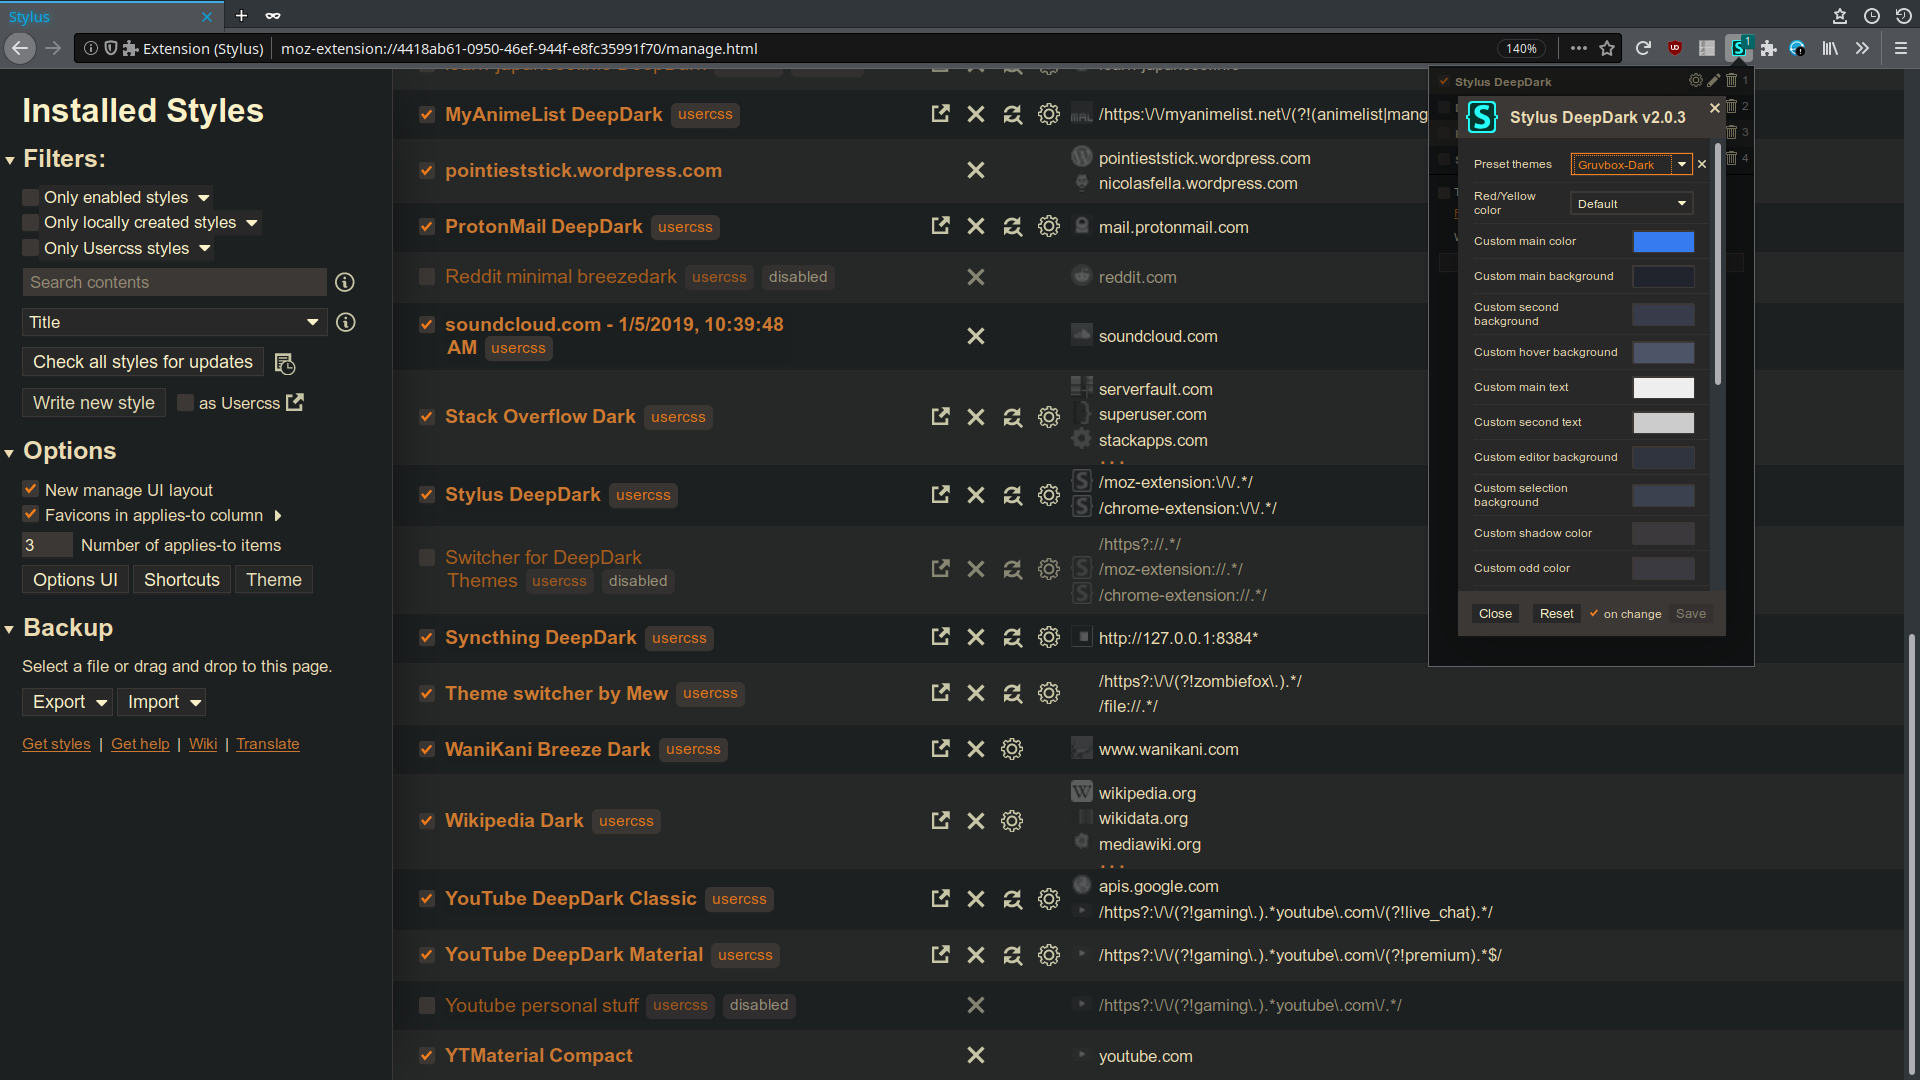 Stylus
Extension (Stylus)
moz-extension://4418ab61-0950-46ef-944f-e8fc35991f70/manage.html
140%
1
Installed Styles
Filters:
Only enabled styles
Only locally created styles
Only Usercss styles
Search contents
Title
Check all styles for updates
Write new style
as Usercss
Options
New manage UI layout
Favicons in applies-to column
3 Number of applies-to items
Options UI Shortcuts Theme
Backup
Select a file or drag and drop to this page.
Export Import
Get styles | Get help | Wiki | Translate
MyAnimeList DeepDark usercss /https:\/\/myanimelist.net\/(?!(animelist|mang
pointieststick.wordpress.com pointieststick.wordpress.com
nicolasfella.wordpress.com
ProtonMail DeepDark usercss mail.protonmail.com
Reddit minimal breezedark usercss disabled reddit.com
soundcloud.com - 1/5/2019, 10:39:48
AM usercss
soundcloud.com
Stack Overflow Dark usercss
serverfault.com
superuser.com
stackapps.com
...
Stylus DeepDark usercss
/moz-extension:\/\/.*/
/chrome-extension:\/\/.*/
Switcher for DeepDark
Themes usercss disabled
/https?://.*/
/moz-extension://.*/
/chrome-extension://.*/
Syncthing DeepDark usercss http://127.0.0.1:8384*
Theme switcher by Mew usercss
/https?:\/\/(?!zombiefox\.).*/
/file://.*/
WaniKani Breeze Dark usercss www.wanikani.com
Wikipedia Dark usercss
wikipedia.org
wikidata.org
mediawiki.org
...
YouTube DeepDark Classic usercss
apis.google.com
/https?:\/\/(?!gaming\.).*youtube\.com\/(?!live_chat).*/
YouTube DeepDark Material usercss /https?:\/\/(?!gaming\.).*youtube\.com\/(?!premium).*$/
Youtube personal stuff usercss disabled /https?:\/\/(?!gaming\.).*youtube\.com\/.*/
YTMaterial Compact youtube.com
Stylus DeepDark 1
2
3
4
Stylus DeepDark v2.0.3
Preset themes Gruvbox-Dark
Red/Yellow
color
Default
Custom main color
Custom main background
Custom second
background
Custom hover background
Custom main text
Custom second text
Custom editor background
Custom selection
background
Custom shadow color
Custom odd color
Close Reset on change Save